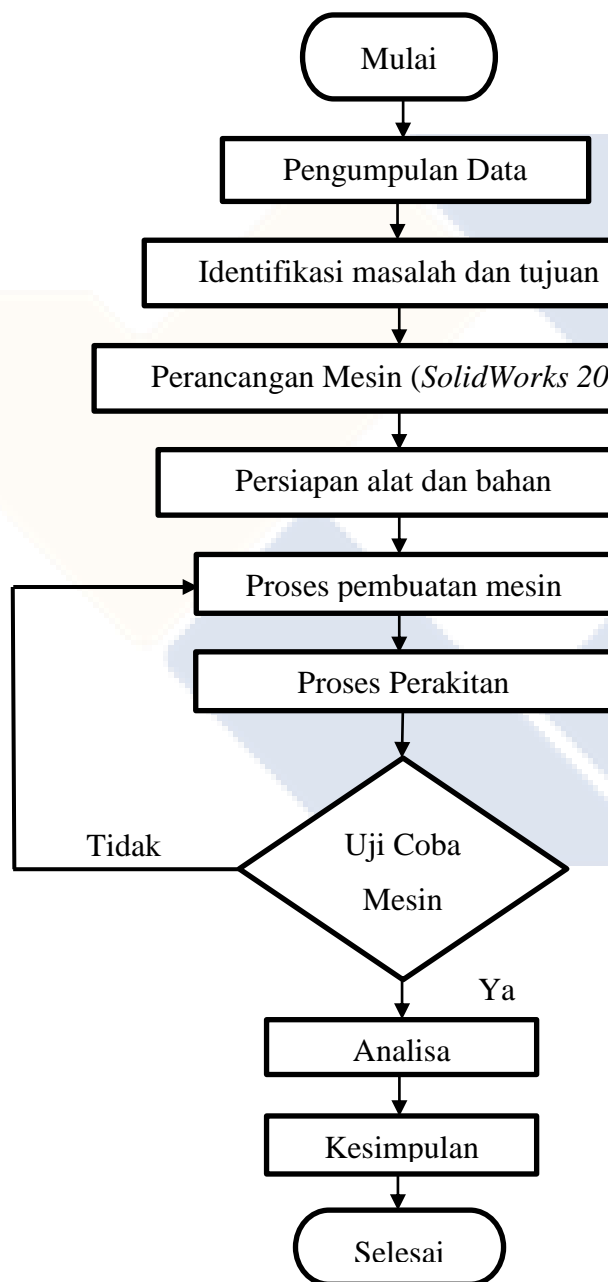 Mulai
Pengumpulan Data
Identifikasi masalah dan tujuan
Perancangan Mesin (SolidWorks 20
Persiapan alat dan bahan
Proses pembuatan mesin
Proses Perakitan
Tidak
Uji Coba
Mesin
Ya
Analisa
Kesimpulan
Selesai